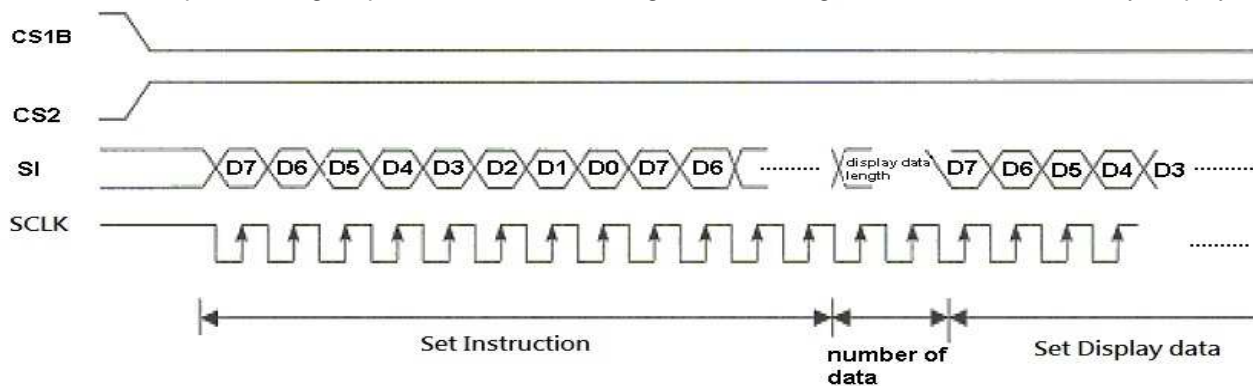 CS1B
CS2
SI D7 D6 D5 D4 D3 D2 D1 D0 D7 D6 ········ display data length D7 D6 D5 D4 D3 ········
SCLK ········
Set Instruction
number of
data
Set Display data